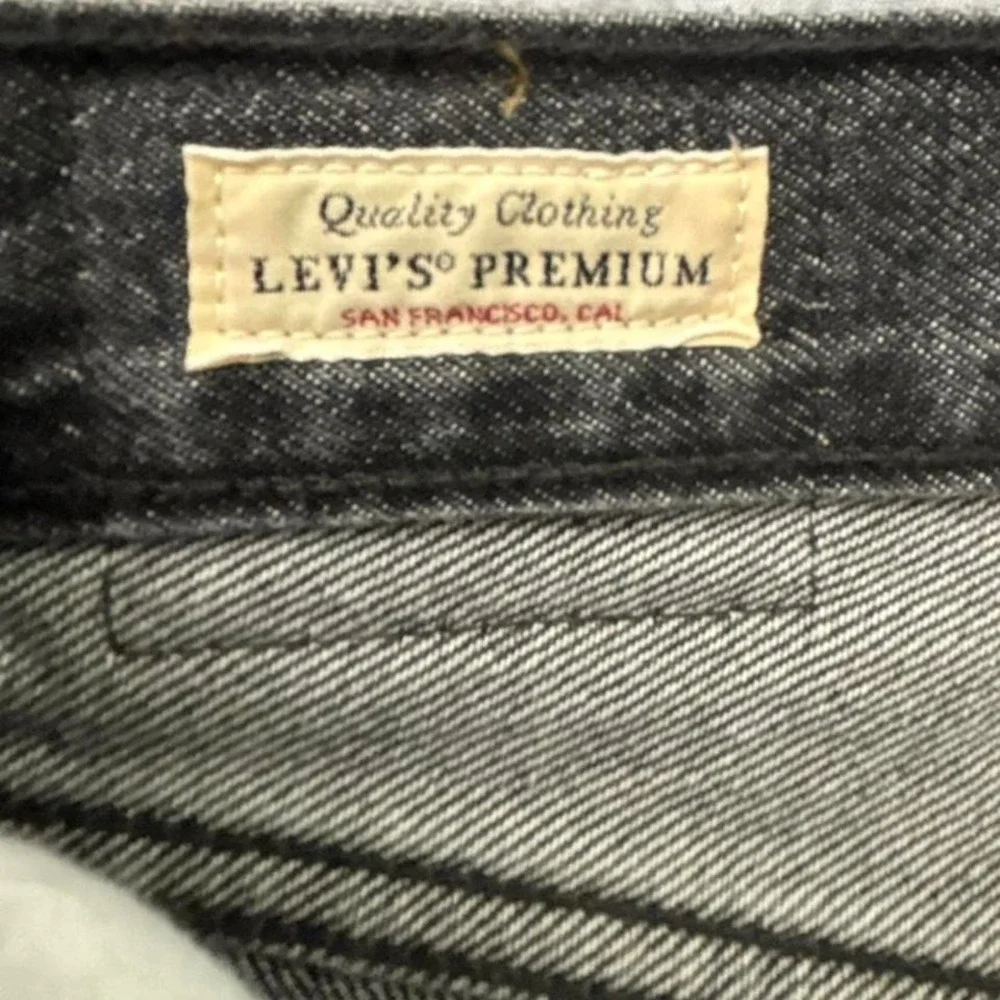 Quality Clothing
LEVI'S® PREMIUM
SAN FRANCISCO, CAL